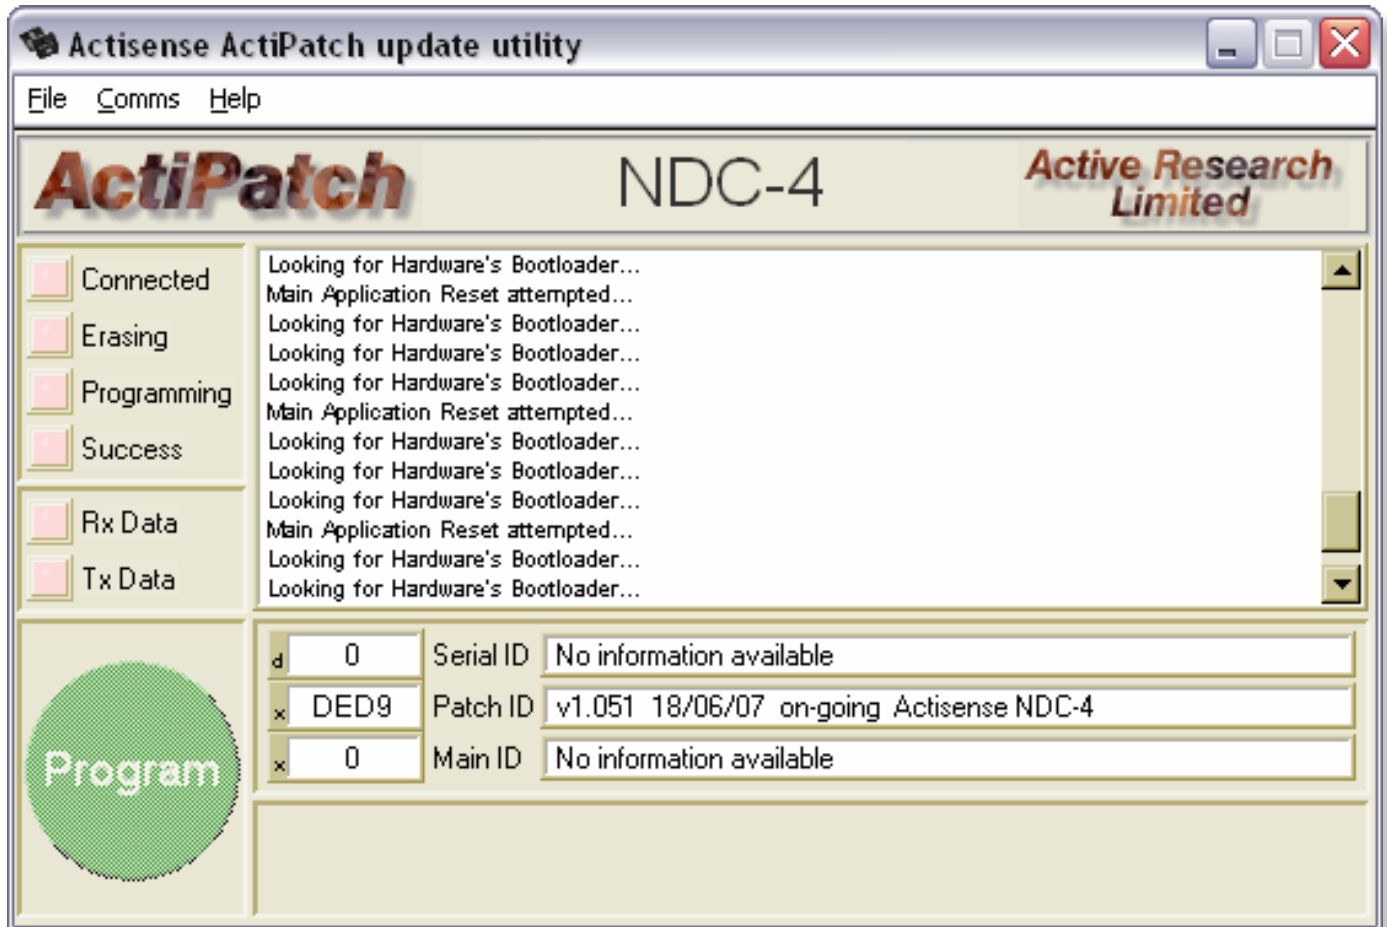 Actisense ActiPatch update utility
File Comms Help
ActiPatch NDC-4 Active Research Limited
Connected
Erasing
Programming
Success
Rx Data
Tx Data
Looking for Hardware's Bootloader...
Main Application Reset attempted...
Looking for Hardware's Bootloader...
Looking for Hardware's Bootloader...
Looking for Hardware's Bootloader...
Main Application Reset attempted...
Looking for Hardware's Bootloader...
Looking for Hardware's Bootloader...
Looking for Hardware's Bootloader...
Main Application Reset attempted...
Looking for Hardware's Bootloader...
Looking for Hardware's Bootloader...
Program
d 0 Serial ID No information available
x DED9 Patch ID v1.051 18/06/07 on-going Actisense NDC-4
x 0 Main ID No information available